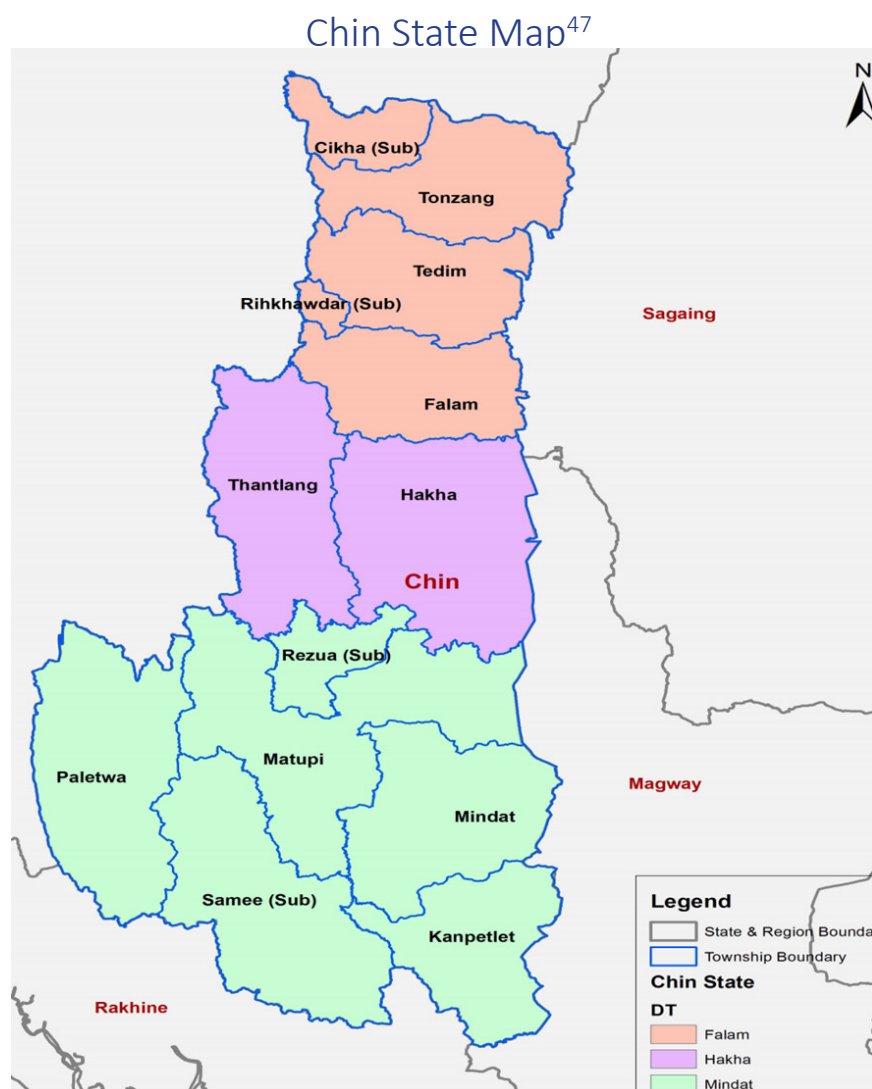 Chin State Map47
N
Cikha (Sub)
Tonzang
Tedim
Rihkhawdar (Sub)
Sagaing
Falam
Thantlang
Hakha
Chin
Rezua (Sub)
Matupi
Paletwa
Magway
Mindat
Samee (Sub)
Kanpetlet
Rakhine
Legend
State & Region Bounda
Township Boundary
Chin State
DT
Falam
Hakha
Mindat